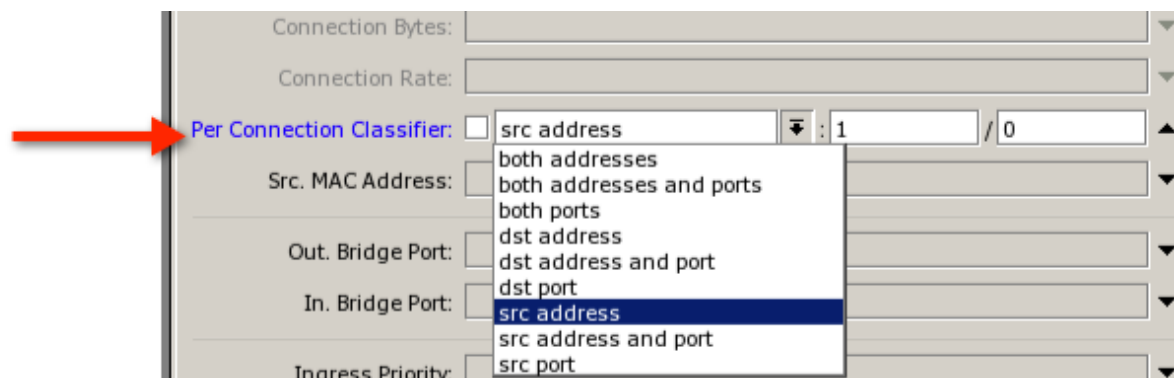 Connection Bytes:
Connection Rate:
Per Connection Classifier: src address : 1 / 0
both addresses
Src. MAC Address: both addresses and ports
both ports
dst address
Out. Bridge Port: dst address and port
dst port
In. Bridge Port: src address
src address and port
Ingress Priority: src port